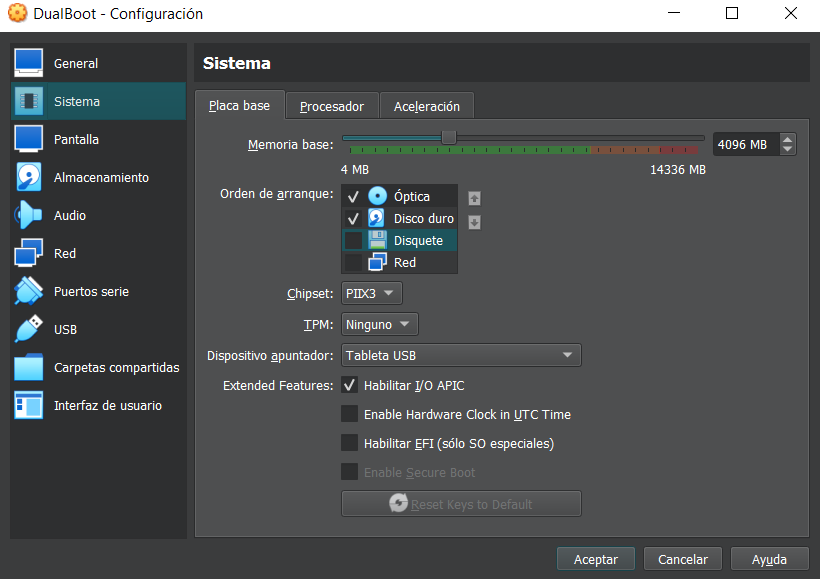 DualBoot - Configuración
General
Sistema
Pantalla
Almacenamiento
Audio
Red
Puertos serie
USB
Carpetas compartidas
Interfaz de usuario
Sistema
Placa base Procesador Aceleración
Memoria base: 4096 MB
4 MB 14336 MB
Orden de arranque: Óptica
Disco duro
Disquete
Red
Chipset: PIIX3
TPM: Ninguno
Dispositivo apuntador: Tableta USB
Extended Features: Habilitar I/O APIC
Enable Hardware Clock in UTC Time
Habilitar EFI (sólo SO especiales)
Enable Secure Boot
Reset Keys to Default
Aceptar Cancelar Ayuda